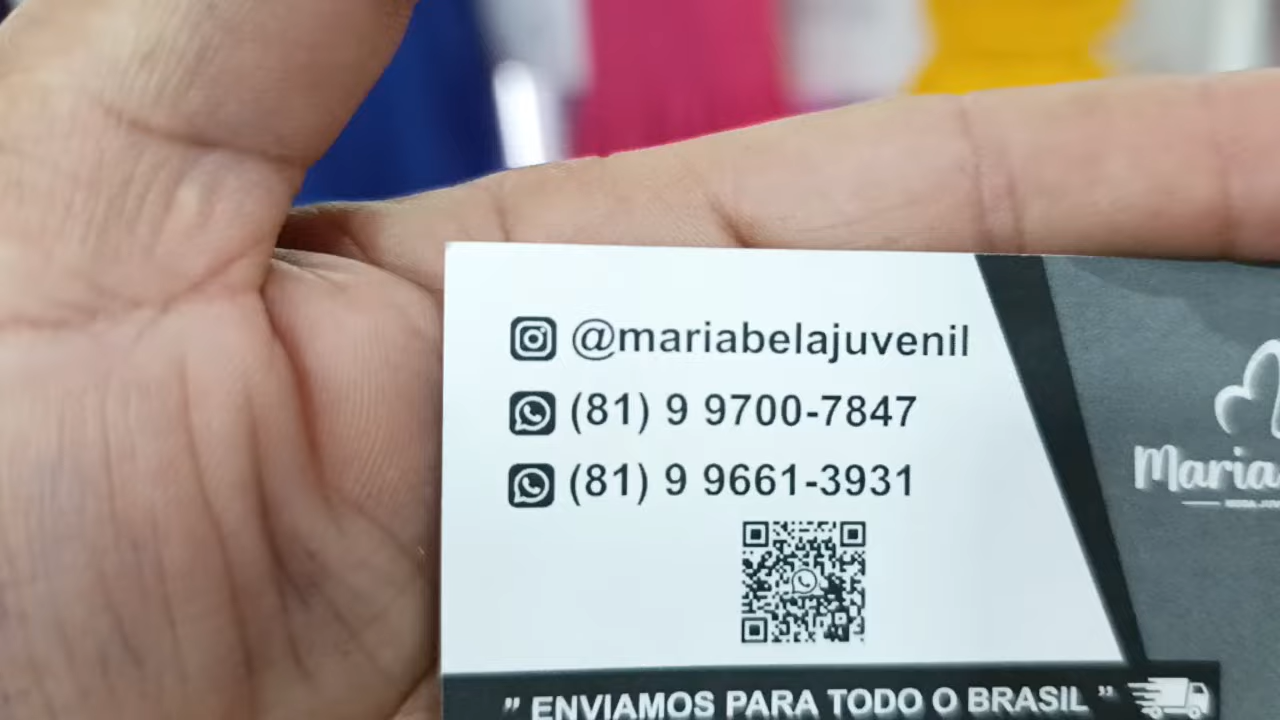 @mariabelajuvenil
(81) 9 9700-7847
(81) 9 9661-3931
Maria
" ENVIAMOS PARA TODO O BRASIL "